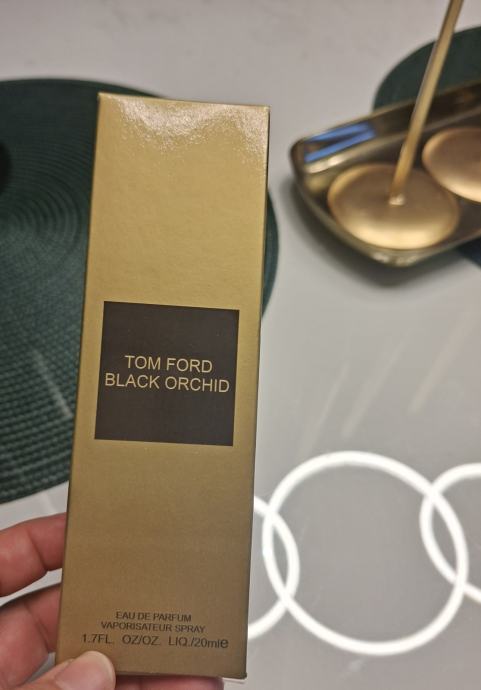 TOM FORD
BLACK ORCHID
EAU DE PARFUM
VAPORISATEUR SPRAY
1.7FL. OZ/OZ. LIQ./20ml℮